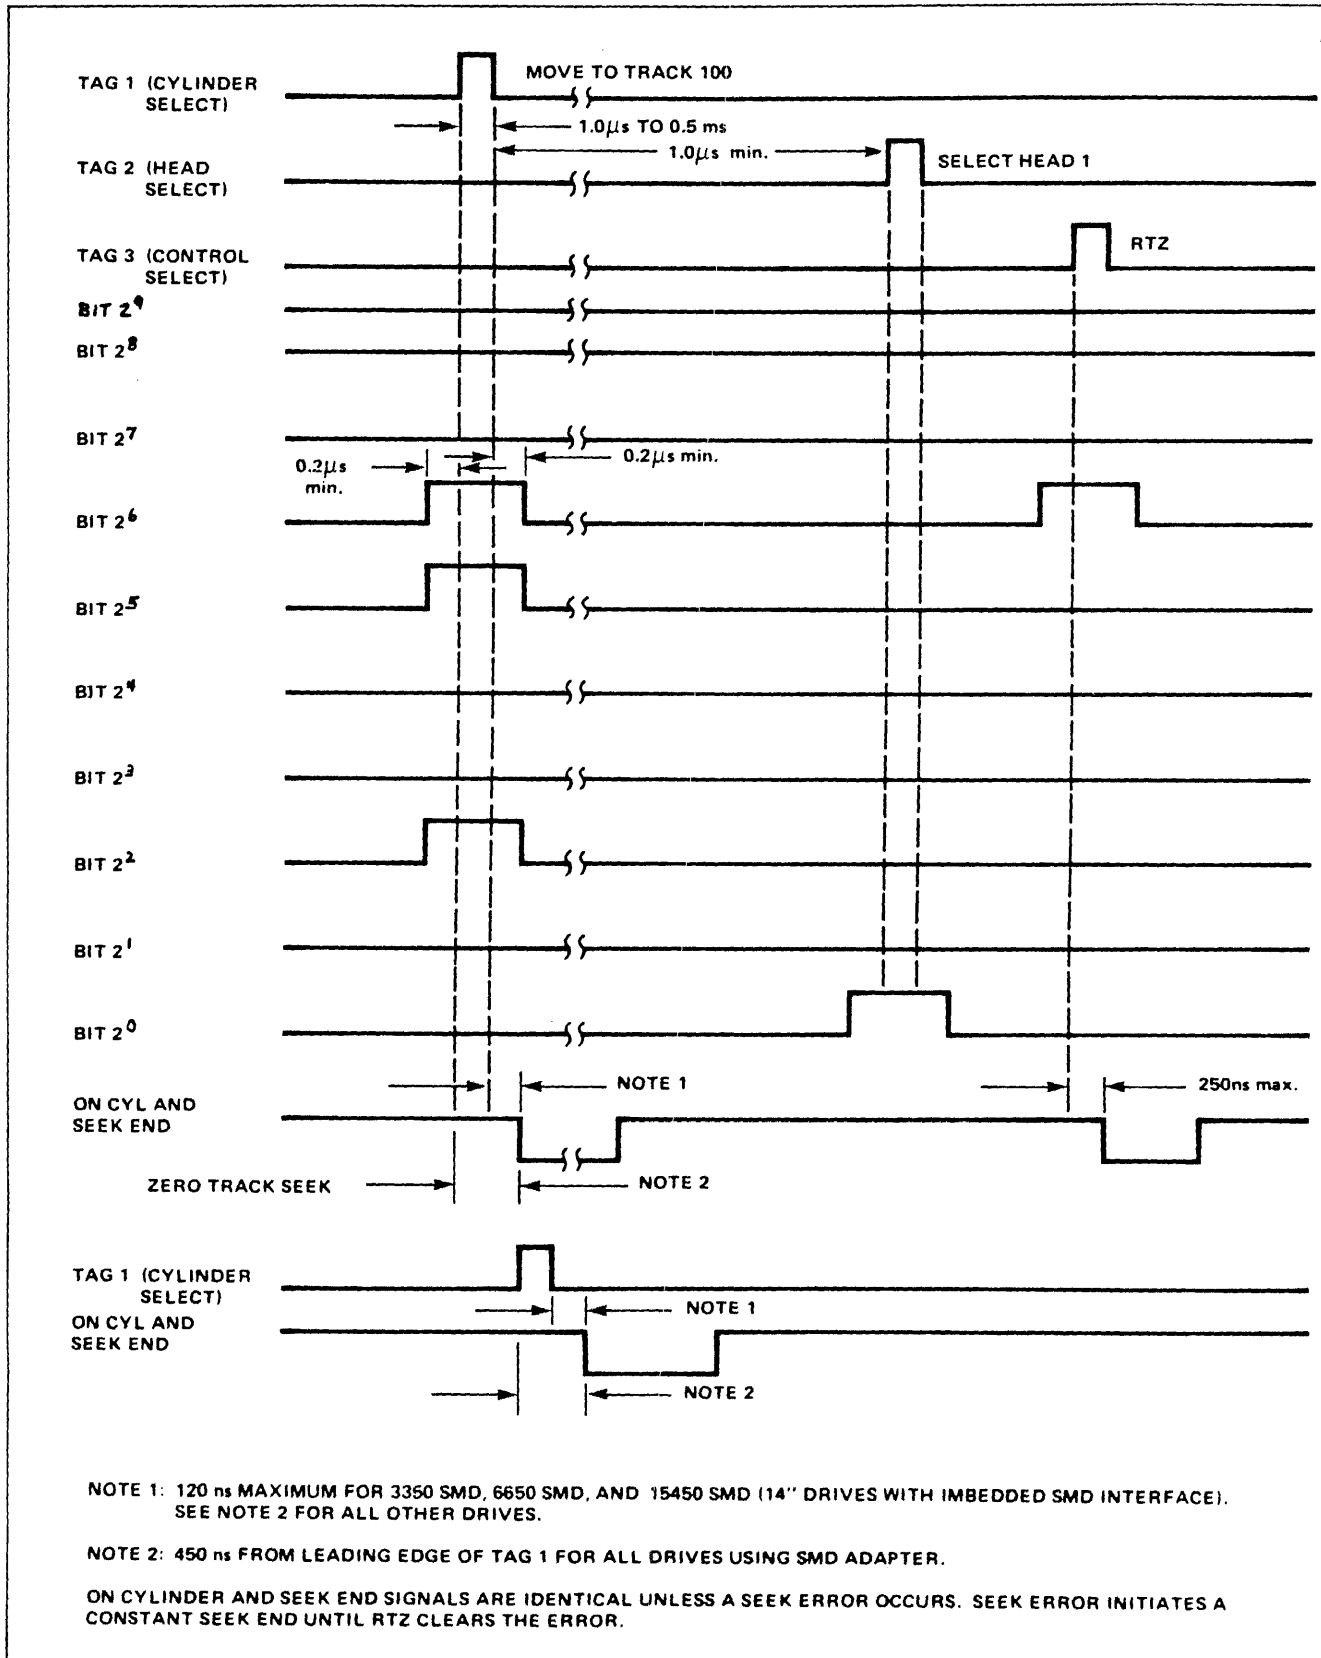 TAG 1 (CYLINDER
SELECT)
MOVE TO TRACK 100
1.0μs TO 0.5 ms
1.0μs min.
TAG 2 (HEAD
SELECT)
SELECT HEAD 1
TAG 3 (CONTROL
SELECT)
RTZ
BIT 2⁹
BIT 2⁸
BIT 2⁷
0.2μs
min.
0.2μs min.
BIT 2⁶
BIT 2⁵
BIT 2⁴
BIT 2³
BIT 2²
BIT 2¹
BIT 2⁰
NOTE 1
250ns max.
ON CYL AND
SEEK END
ZERO TRACK SEEK
NOTE 2
TAG 1 (CYLINDER
SELECT)
NOTE 1
ON CYL AND
SEEK END
NOTE 2
NOTE 1: 120 ns MAXIMUM FOR 3350 SMD, 6650 SMD, AND 15450 SMD (14" DRIVES WITH IMBEDDED SMD INTERFACE).
SEE NOTE 2 FOR ALL OTHER DRIVES.
NOTE 2: 450 ns FROM LEADING EDGE OF TAG 1 FOR ALL DRIVES USING SMD ADAPTER.
ON CYLINDER AND SEEK END SIGNALS ARE IDENTICAL UNLESS A SEEK ERROR OCCURS. SEEK ERROR INITIATES A
CONSTANT SEEK END UNTIL RTZ CLEARS THE ERROR.